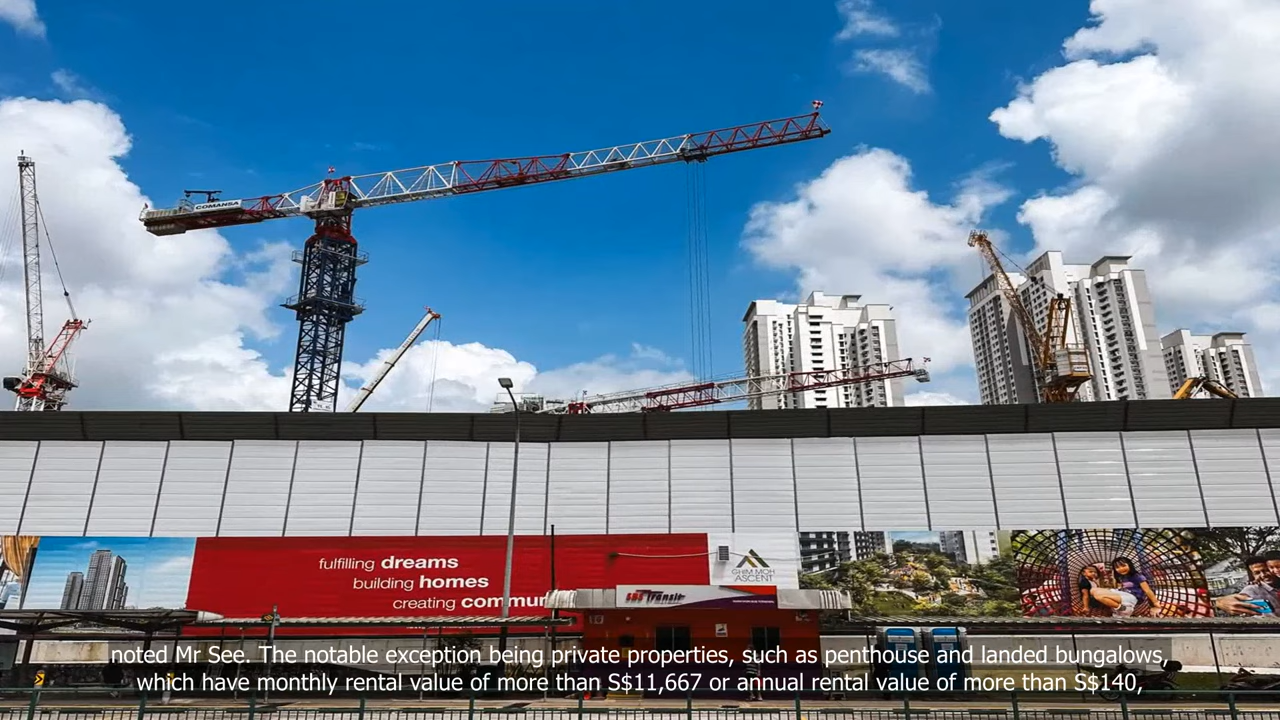 COMANSA
fulfilling dreams
building homes
creating commun
GHIM MOH
ASCENT
SBS Transit
noted Mr See. The notable exception being private properties, such as penthouse and landed bungalows,
which have monthly rental value of more than S$11,667 or annual rental value of more than S$140,